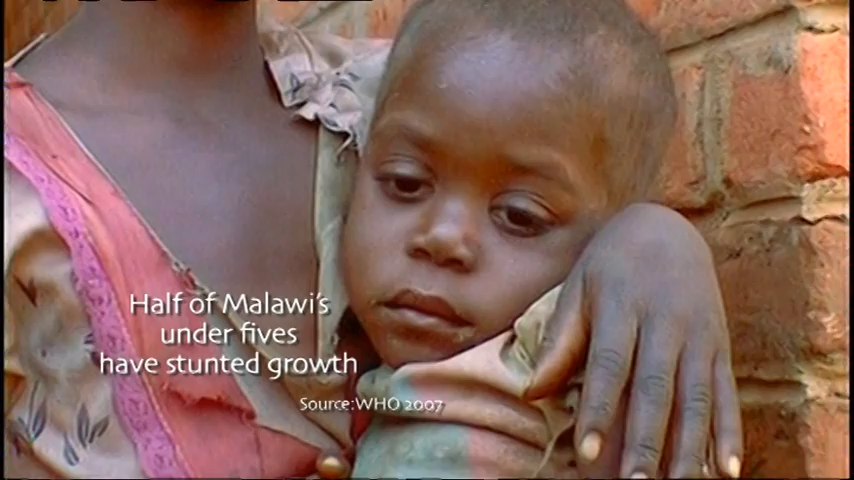 Half of Malawi's
under fives
have stunted growth
Source:WHO 2007